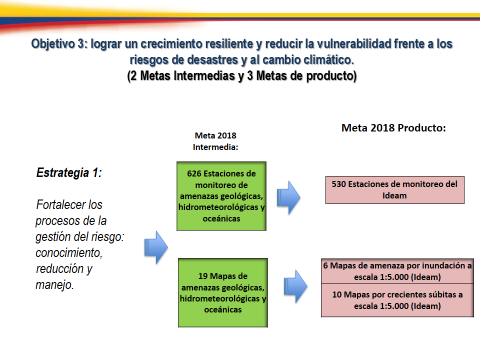 Objetivo 3: lograr un crecimiento resiliente y reducir la vulnerabilidad frente a los
riesgos de desastres y al cambio climático.
(2 Metas Intermedias y 3 Metas de producto)
Meta 2018
Intermedia:
Meta 2018 Producto:
Estrategia 1:
Fortalecer los
procesos de la
gestión del riesgo:
conocimiento,
reducción y
manejo.
626 Estaciones de
monitoreo de
amenazas geológicas,
hidrometeorológicas y
oceánicas
530 Estaciones de monitoreo del
Ideam
19 Mapas de
amenazas geológicas,
hidrometeorológicas y
oceánicas
6 Mapas de amenaza por inundación a
escala 1:5.000 (Ideam)
10 Mapas por crecientes súbitas a
escala 1:5.000 (Ideam)